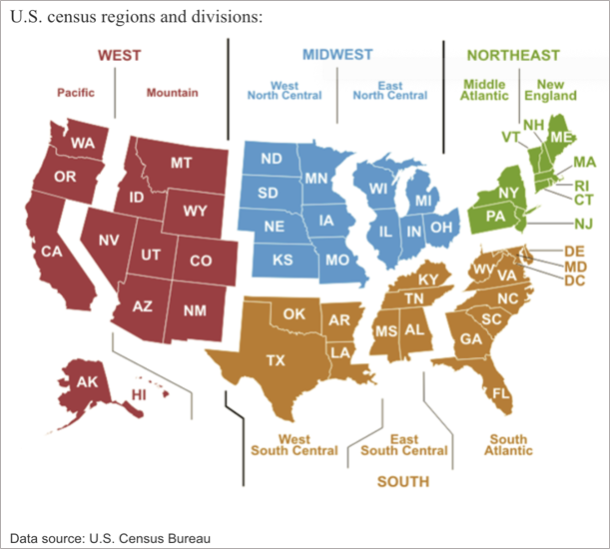 U.S. census regions and divisions:
WEST
MIDWEST
NORTHEAST
Pacific
Mountain
West
North Central
East
North Central
Middle
Atlantic
New
England
NH
VT
ME
WA
MT
ND
MN
MA
OR
ID
SD
WI
MI
NY
RI
CT
WY
PA
NJ
NV
NE
IA
IL
IN
OH
CA
UT
CO
KS
MO
DE
MD
DC
WV
VA
KY
AZ
NM
OK
AR
TN
NC
SC
TX
LA
MS
AL
GA
AK
HI
FL
West
South Central
East
South Central
South
Atlantic
SOUTH
Data source: U.S. Census Bureau